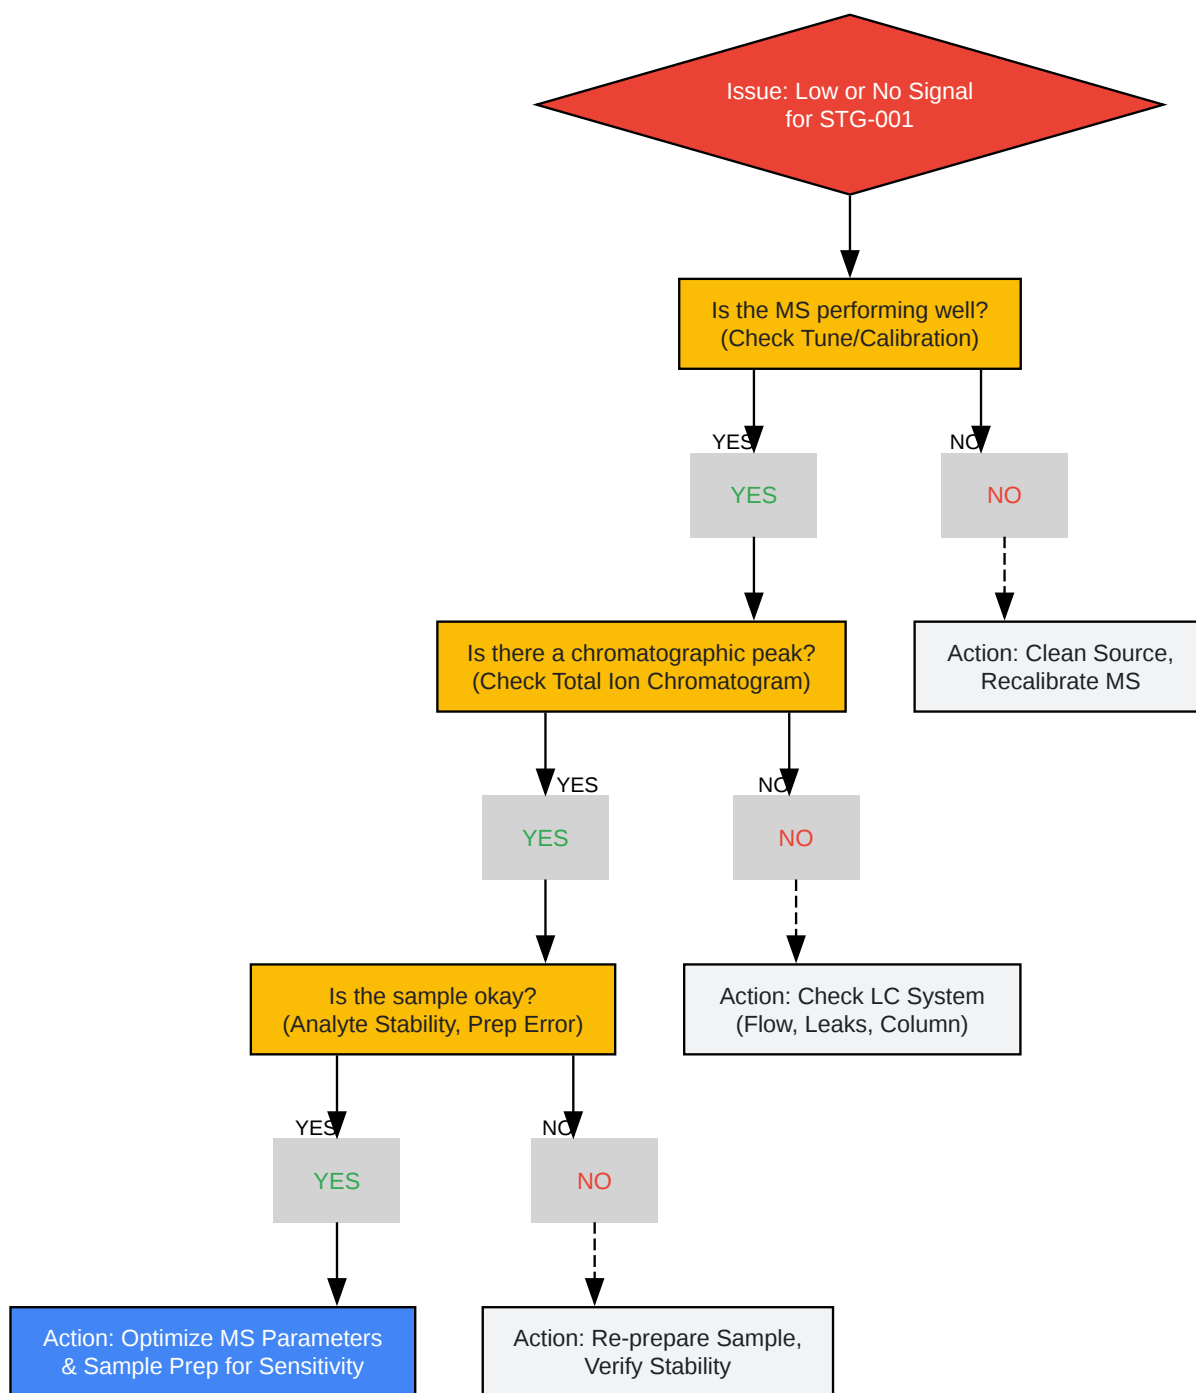 Issue: Low or No Signal
for STG-001
Is the MS performing well?
(Check Tune/Calibration)
YES
NO
YES
NO
Is there a chromatographic peak?
(Check Total Ion Chromatogram)
Action: Clean Source,
Recalibrate MS
YES
NO
YES
NO
Is the sample okay?
(Analyte Stability, Prep Error)
Action: Check LC System
(Flow, Leaks, Column)
YES
NO
YES
NO
Action: Optimize MS Parameters
& Sample Prep for Sensitivity
Action: Re-prepare Sample,
Verify Stability